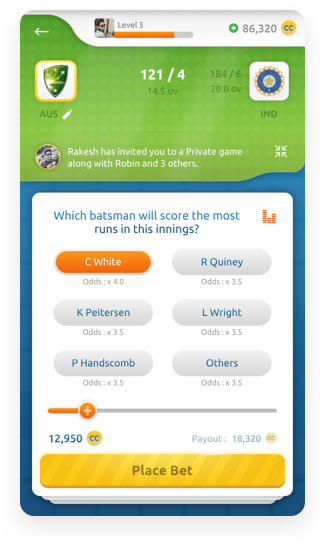 Level 5
86,320 CC
121 / 4
14.5 ov
184 / 6
20.0 ov
AUS
IND
Rakesh has invited you to a Private game
along with Robin and 3 others.
Which batsman will score the most
runs in this innings?
C White
R Quiney
Odds : x 4.0
Odds : x 3.5
K Peitersen
L Wright
Odds : x 3.5
Odds : x 3.5
P Handscomb
Others
Odds : x 3.5
Odds : x 3.5
12,950 CC
Payout : 18,320 CC
Place Bet